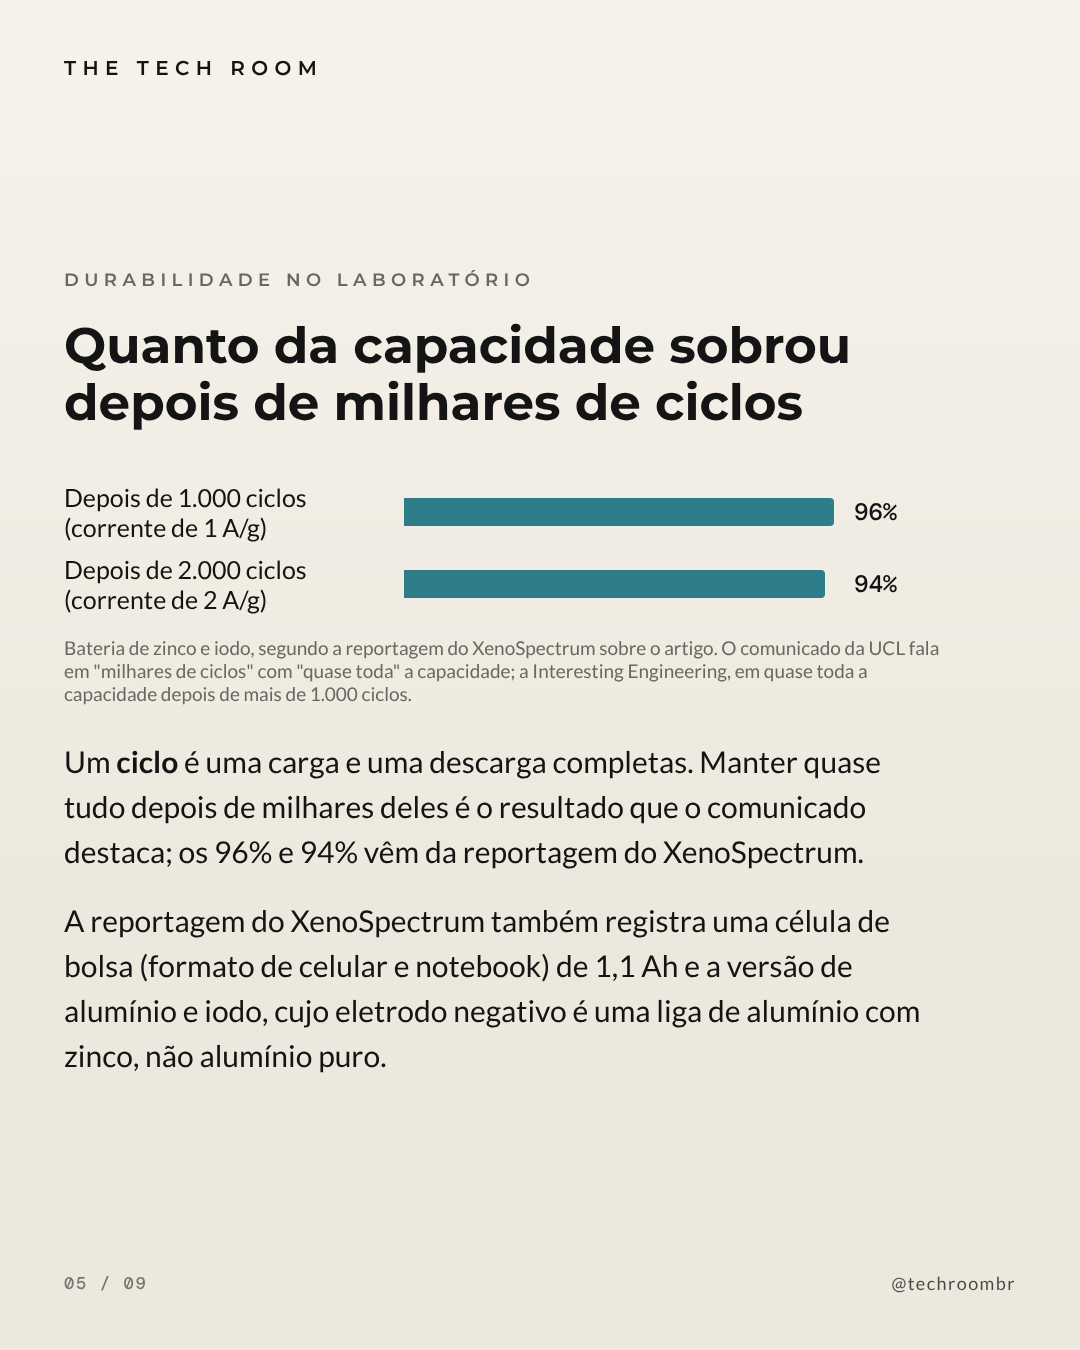 THE TECH ROOM
DURABILIDADE NO LABORATÓRIO
Quanto da capacidade sobrou
depois de milhares de ciclos
Depois de 1.000 ciclos
(corrente de 1 A/g)
96%
Depois de 2.000 ciclos
(corrente de 2 A/g)
94%
Bateria de zinco e iodo, segundo a reportagem do XenoSpectrum sobre o artigo. O comunicado da UCL fala
em "milhares de ciclos" com "quase toda" a capacidade; a Interesting Engineering, em quase toda a
capacidade depois de mais de 1.000 ciclos.
Um ciclo é uma carga e uma descarga completas. Manter quase
tudo depois de milhares deles é o resultado que o comunicado
destaca; os 96% e 94% vêm da reportagem do XenoSpectrum.
A reportagem do XenoSpectrum também registra uma célula de
bolsa (formato de celular e notebook) de 1,1 Ah e a versão de
alumínio e iodo, cujo eletrodo negativo é uma liga de alumínio com
zinco, não alumínio puro.
05 / 09
@techroombr